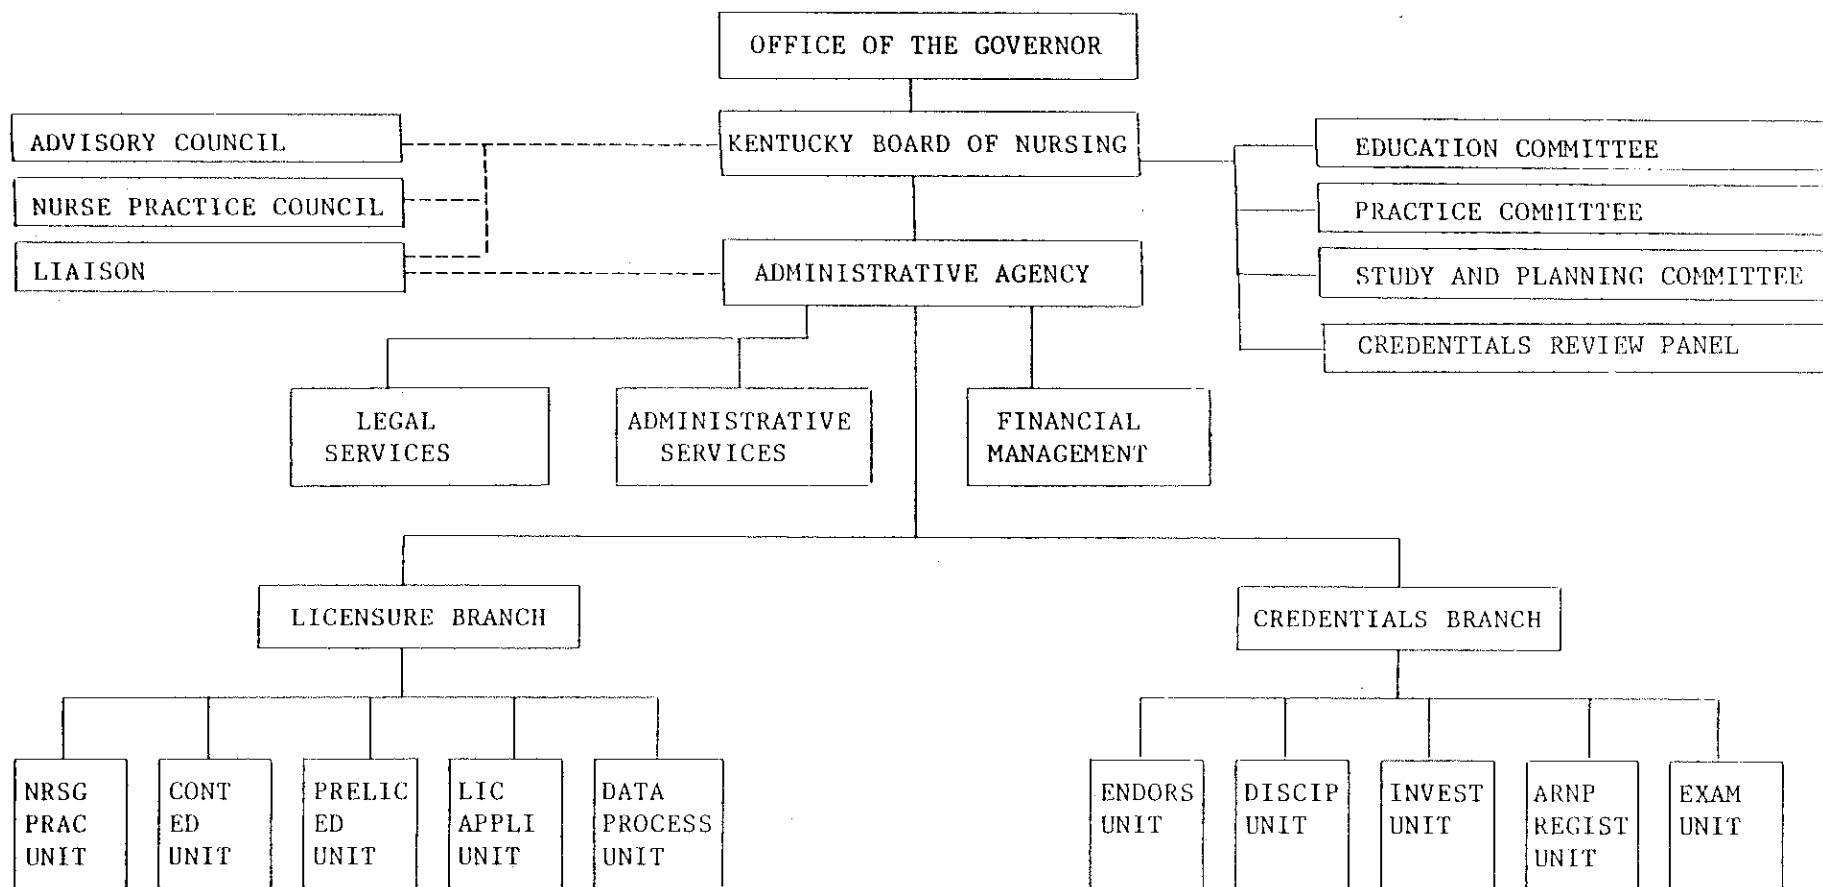 OFFICE OF THE GOVERNOR
ADVISORY COUNCIL
KENTUCKY BOARD OF NURSING
EDUCATION COMMITTEE
NURSE PRACTICE COUNCIL
PRACTICE COMMITTEE
LIAISON
ADMINISTRATIVE AGENCY
STUDY AND PLANNING COMMITTEE
CREDENTIALS REVIEW PANEL
LEGAL
SERVICES
ADMINISTRATIVE
SERVICES
FINANCIAL
MANAGEMENT
LICENSURE BRANCH
CREDENTIALS BRANCH
NRSG
PRAC
UNIT
CONT
ED
UNIT
PRELIC
ED
UNIT
LIC
APPLI
UNIT
DATA
PROCESS
UNIT
ENDORS
UNIT
DISCIP
UNIT
INVEST
UNIT
ARNP
REGIST
UNIT
EXAM
UNIT